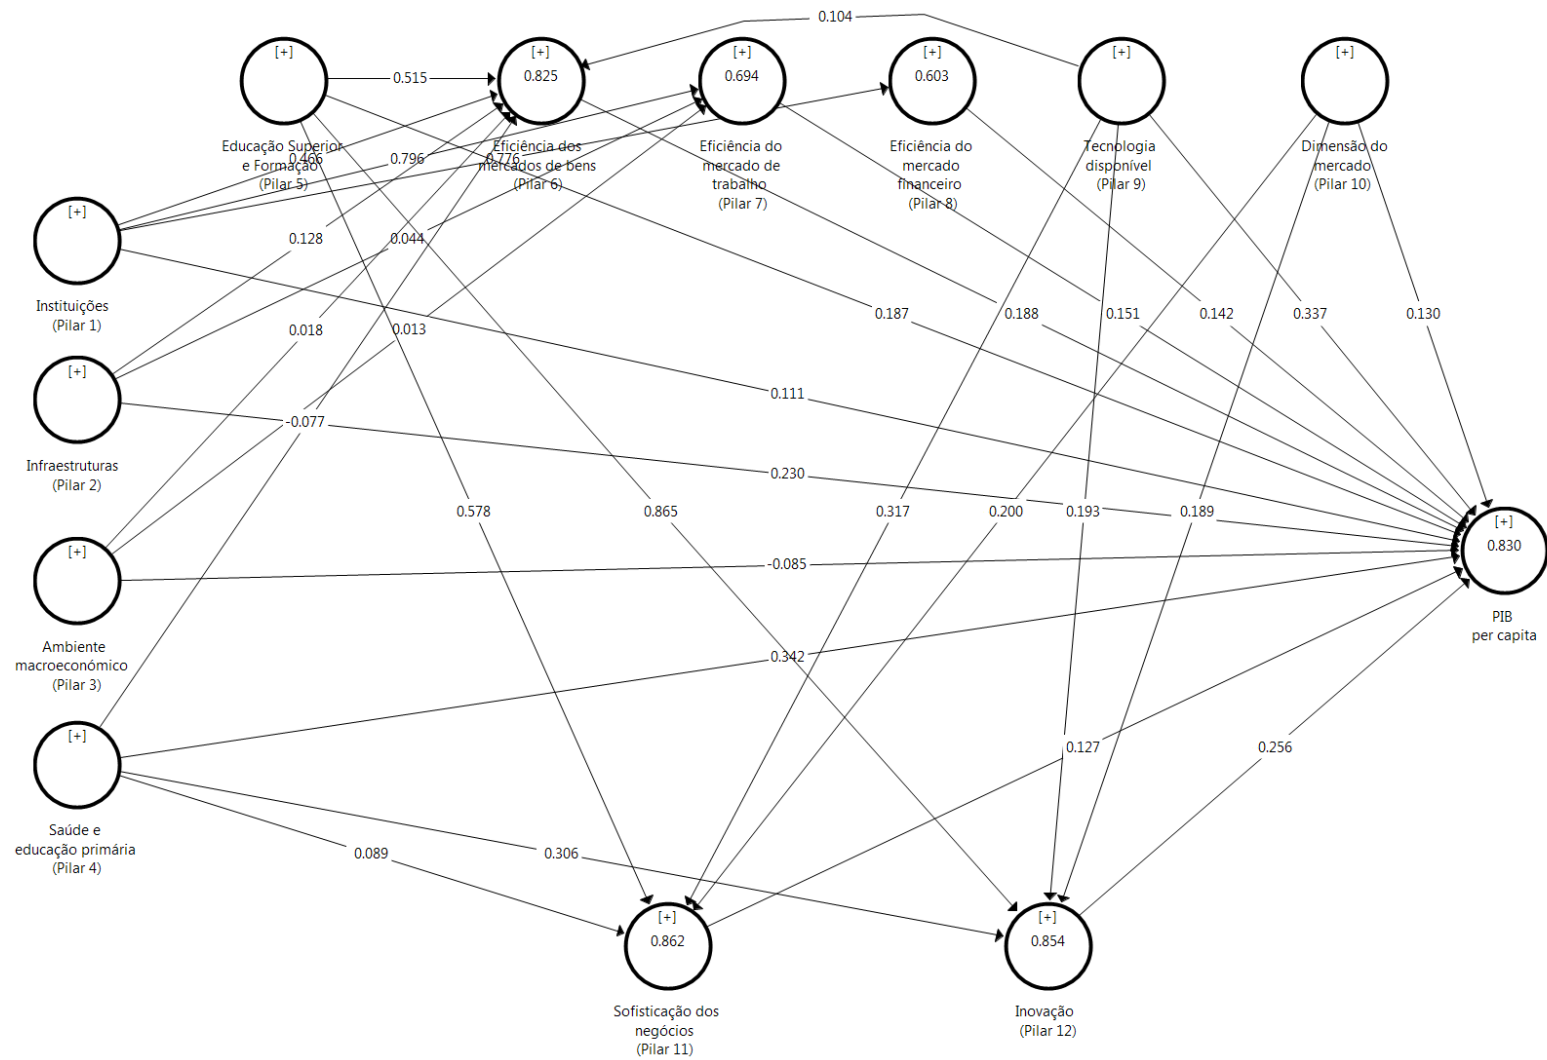 0.104
[+]
[+]
0.825
[+]
0.694
[+]
0.603
[+]
[+]
0.515
Educação Superior
e Formação
(Pilar 5)
Eficiência dos
mercados de bens
(Pilar 6)
Eficiência do
mercado de
trabalho
(Pilar 7)
Eficiência do
mercado
financeiro
(Pilar 8)
Tecnologia
disponível
(Pilar 9)
Dimensão do
mercado
(Pilar 10)
0.466
0.796
0.776
[+]
Instituições
(Pilar 1)
0.128
0.044
0.018
0.013
0.187
0.188
0.151
0.142
0.337
0.130
[+]
Infraestruturas
(Pilar 2)
0.111
-0.077
0.230
0.578
0.865
0.317
0.200
0.193
0.189
[+]
0.830
PIB
per capita
[+]
Ambiente
macroeconómico
(Pilar 3)
-0.085
0.342
[+]
Saúde e
educação primária
(Pilar 4)
0.127
0.256
0.089
0.306
[+]
0.862
Sofisticação dos
negócios
(Pilar 11)
[+]
0.854
Inovação
(Pilar 12)